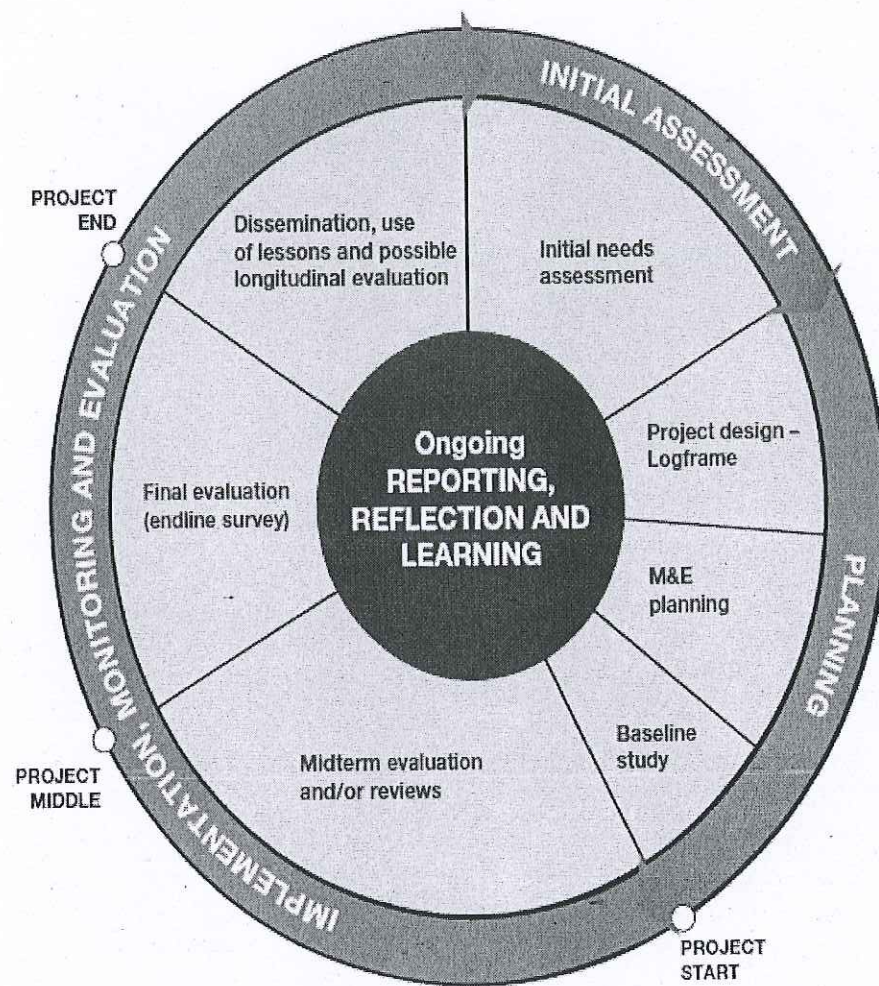 INITIAL ASSESSMENT
PLANNING
IMPLEMENTATION, MONITORING AND EVALUATION
PROJECT
END
Dissemination, use
of lessons and possible
longitudinal evaluation
Initial needs
assessment
Project design –
Logframe
M&E
planning
Baseline
study
Midterm evaluation
and/or reviews
Final evaluation
(endline survey)
Ongoing
REPORTING,
REFLECTION AND
LEARNING
PROJECT
MIDDLE
PROJECT
START